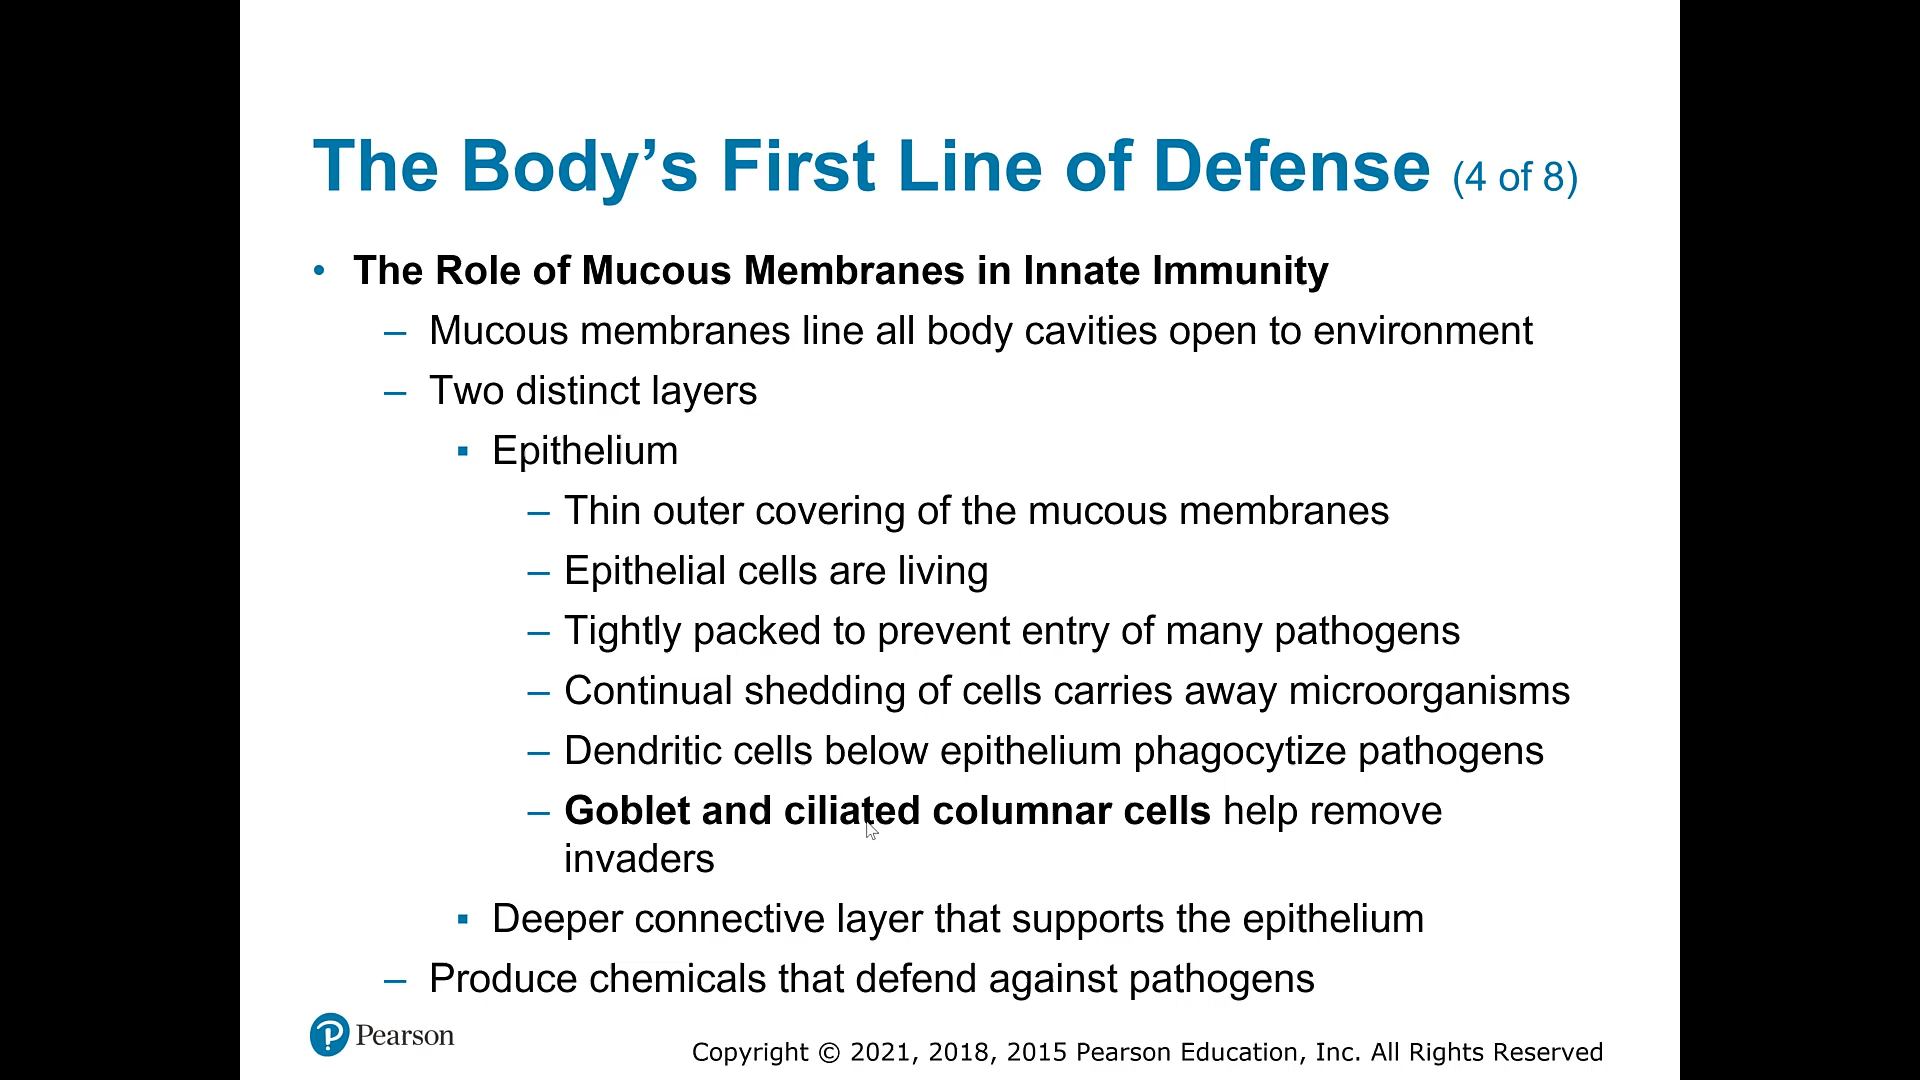 The Body’s First Line of Defense (4 of 8)
• The Role of Mucous Membranes in Innate Immunity
– Mucous membranes line all body cavities open to environment
– Two distinct layers
▪ Epithelium
– Thin outer covering of the mucous membranes
– Epithelial cells are living
– Tightly packed to prevent entry of many pathogens
– Continual shedding of cells carries away microorganisms
– Dendritic cells below epithelium phagocytize pathogens
– Goblet and ciliated columnar cells help remove
invaders
▪ Deeper connective layer that supports the epithelium
– Produce chemicals that defend against pathogens
P Pearson
Copyright © 2021, 2018, 2015 Pearson Education, Inc. All Rights Reserved